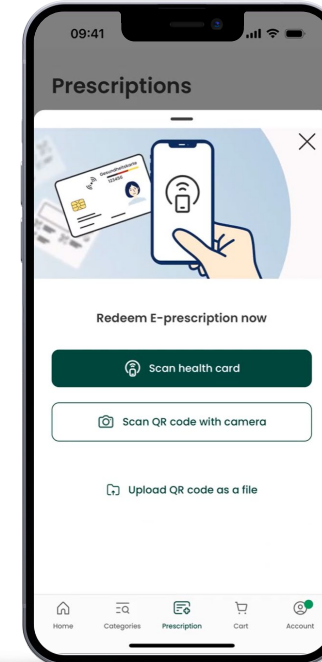 09:41
Prescriptions
Gesundheitskarte
123456
Redeem E-prescription now
Scan health card
Scan QR code with camera
Upload QR code as a file
Home Categories Prescription Cart Account